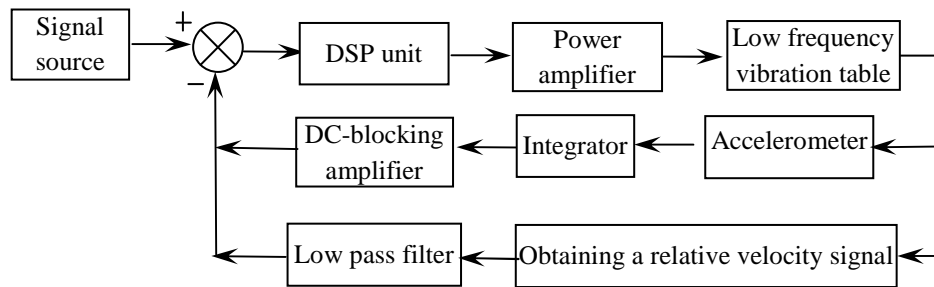 Signal
source
+
−
DSP unit
Power
amplifier
Low frequency
vibration table
DC-blocking
amplifier
Integrator
Accelerometer
Low pass filter
Obtaining a relative velocity signal